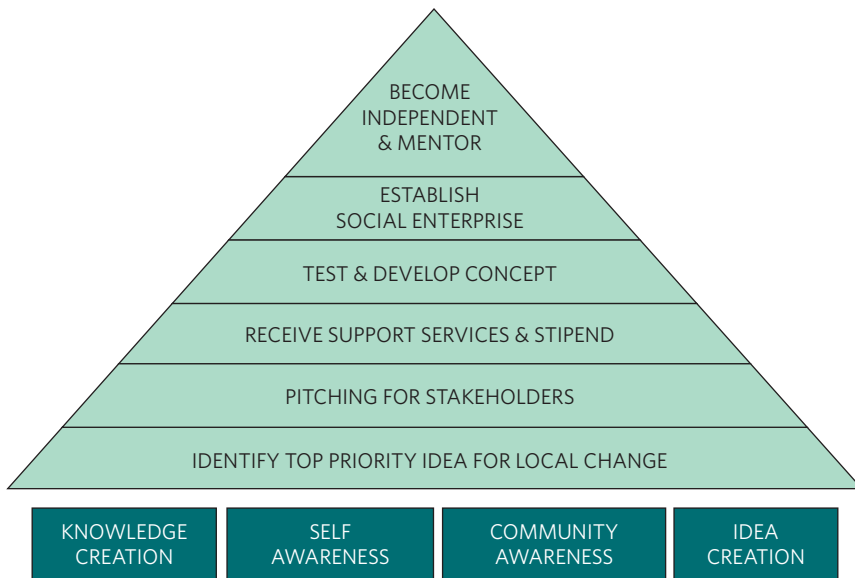 BECOME
INDEPENDENT
& MENTOR
ESTABLISH
SOCIAL ENTERPRISE
TEST & DEVELOP CONCEPT
RECEIVE SUPPORT SERVICES & STIPEND
PITCHING FOR STAKEHOLDERS
IDENTIFY TOP PRIORITY IDEA FOR LOCAL CHANGE
KNOWLEDGE
CREATION
SELF
AWARENESS
COMMUNITY
AWARENESS
IDEA
CREATION